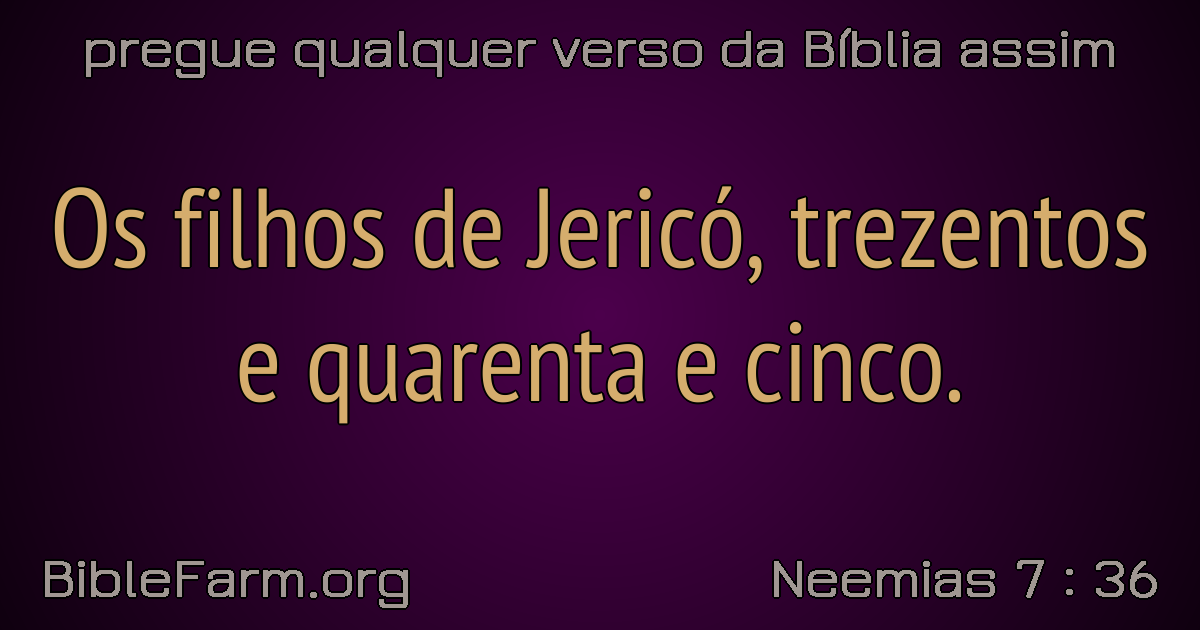 pregue qualquer verso da Bíblia assim
Os filhos de Jericó, trezentos
e quarenta e cinco.
BibleFarm.org
Neemias 7 : 36